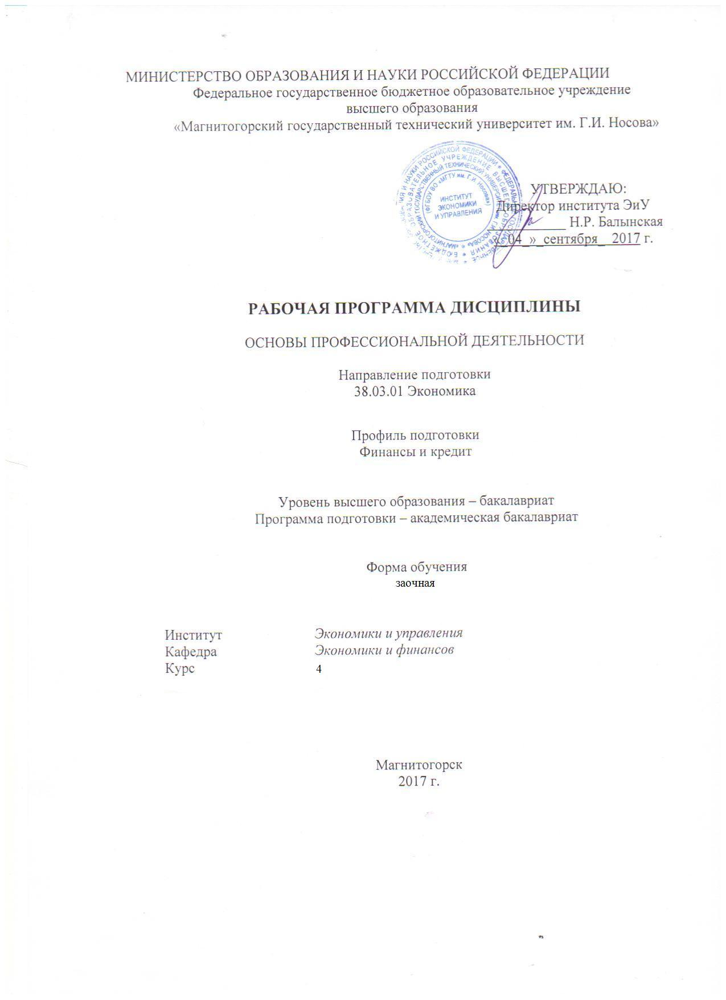 МИНИСТЕРСТВО ОБРАЗОВАНИЯ И НАУКИ РОССИЙСКОЙ ФЕДЕРАЦИИ
Федеральное государственное бюджетное образовательное учреждение
высшего образования
«Магнитогорский государственный технический университет им. Г.И. Носова»
(ФГБОУ ВО «МГТУ им. Г.И. Носова»)
ИНСТИТУТ
ЭКОНОМИКИ
И УПРАВЛЕНИЯ
УТВЕРЖДАЮ:
Директор института ЭиУ
___________ Н.Р. Балынская
«_04_»_сентября_ 2017 г.
РАБОЧАЯ ПРОГРАММА ДИСЦИПЛИНЫ
ОСНОВЫ ПРОФЕССИОНАЛЬНОЙ ДЕЯТЕЛЬНОСТИ
Направление подготовки
38.03.01 Экономика
Профиль подготовки
Финансы и кредит
Уровень высшего образования – бакалавриат
Программа подготовки – академическая бакалавриат
Форма обучения
заочная
Институт Экономики и управления
Кафедра Экономики и финансов
Курс 4
Магнитогорск
2017 г.